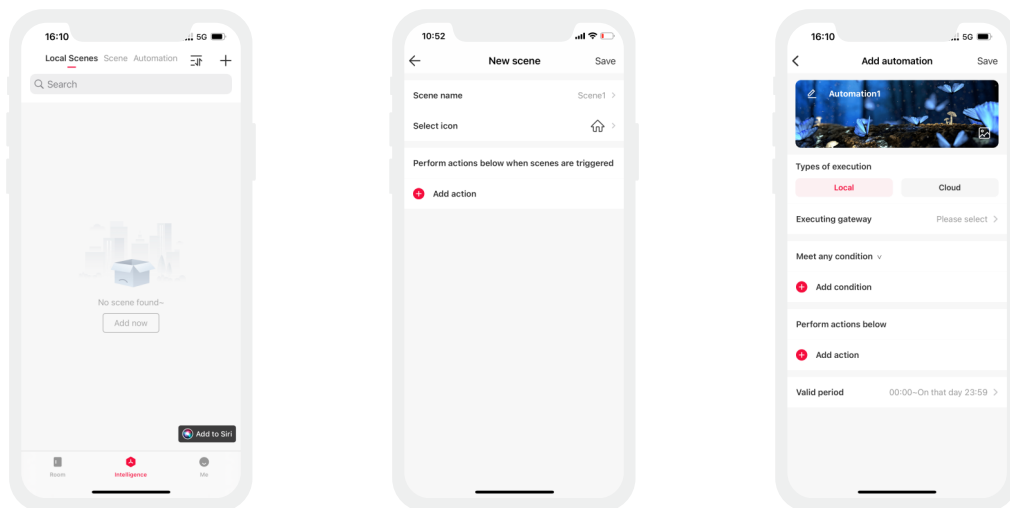 16:10
5G
Local Scenes Scene Automation
Search
No scene found~
Add now
Add to Siri
Room Intelligence Me
10:52
New scene Save
Scene name Scene1
Select icon
Perform actions below when scenes are triggered
Add action
16:10
5G
Add automation Save
Automation1
Types of execution
Local Cloud
Executing gateway Please select
Meet any condition
Add condition
Perform actions below
Add action
Valid period 00:00~On that day 23:59